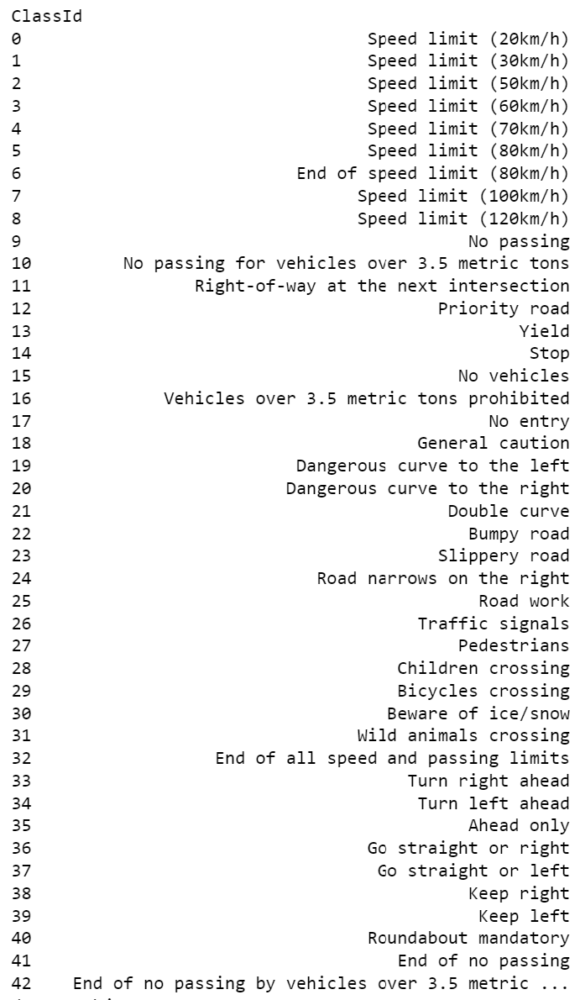 ClassId
0 Speed limit (20km/h)
1 Speed limit (30km/h)
2 Speed limit (50km/h)
3 Speed limit (60km/h)
4 Speed limit (70km/h)
5 Speed limit (80km/h)
6 End of speed limit (80km/h)
7 Speed limit (100km/h)
8 Speed limit (120km/h)
9 No passing
10 No passing for vehicles over 3.5 metric tons
11 Right-of-way at the next intersection
12 Priority road
13 Yield
14 Stop
15 No vehicles
16 Vehicles over 3.5 metric tons prohibited
17 No entry
18 General caution
19 Dangerous curve to the left
20 Dangerous curve to the right
21 Double curve
22 Bumpy road
23 Slippery road
24 Road narrows on the right
25 Road work
26 Traffic signals
27 Pedestrians
28 Children crossing
29 Bicycles crossing
30 Beware of ice/snow
31 Wild animals crossing
32 End of all speed and passing limits
33 Turn right ahead
34 Turn left ahead
35 Ahead only
36 Go straight or right
37 Go straight or left
38 Keep right
39 Keep left
40 Roundabout mandatory
41 End of no passing
42 End of no passing by vehicles over 3.5 metric ...